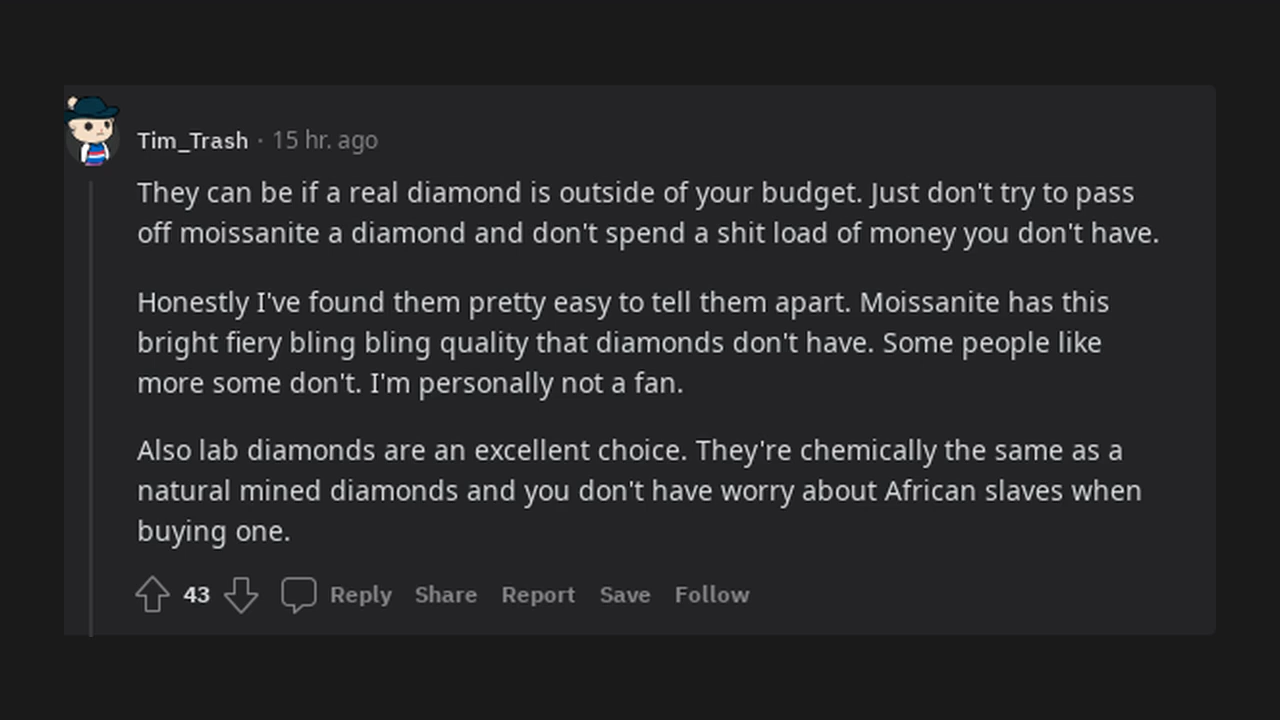 Tim_Trash · 15 hr. ago
They can be if a real diamond is outside of your budget. Just don't try to pass
off moissanite a diamond and don't spend a shit load of money you don't have.
Honestly I've found them pretty easy to tell them apart. Moissanite has this
bright fiery bling bling quality that diamonds don't have. Some people like
more some don't. I'm personally not a fan.
Also lab diamonds are an excellent choice. They're chemically the same as a
natural mined diamonds and you don't have worry about African slaves when
buying one.
43 Reply Share Report Save Follow